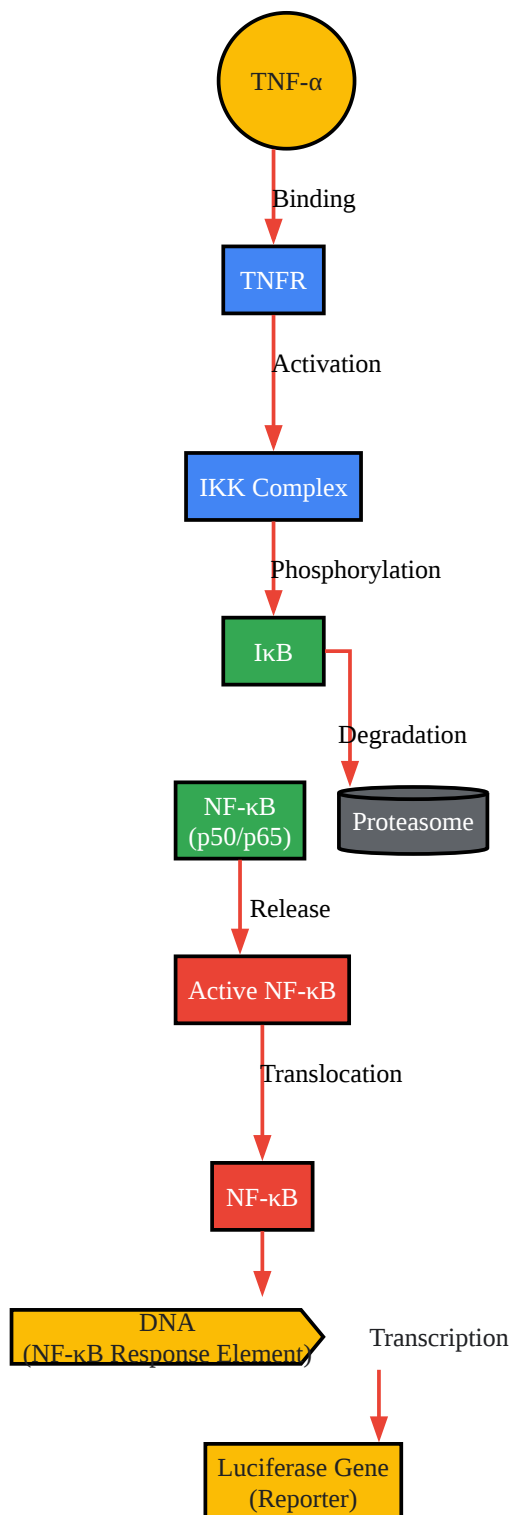 TNF-α
Binding
TNFR
Activation
IKK Complex
Phosphorylation
IκB
Degradation
NF-κB
(p50/p65)
Proteasome
Release
Active NF-κB
Translocation
NF-κB
DNA
(NF-κB Response Element)
Transcription
Luciferase Gene
(Reporter)